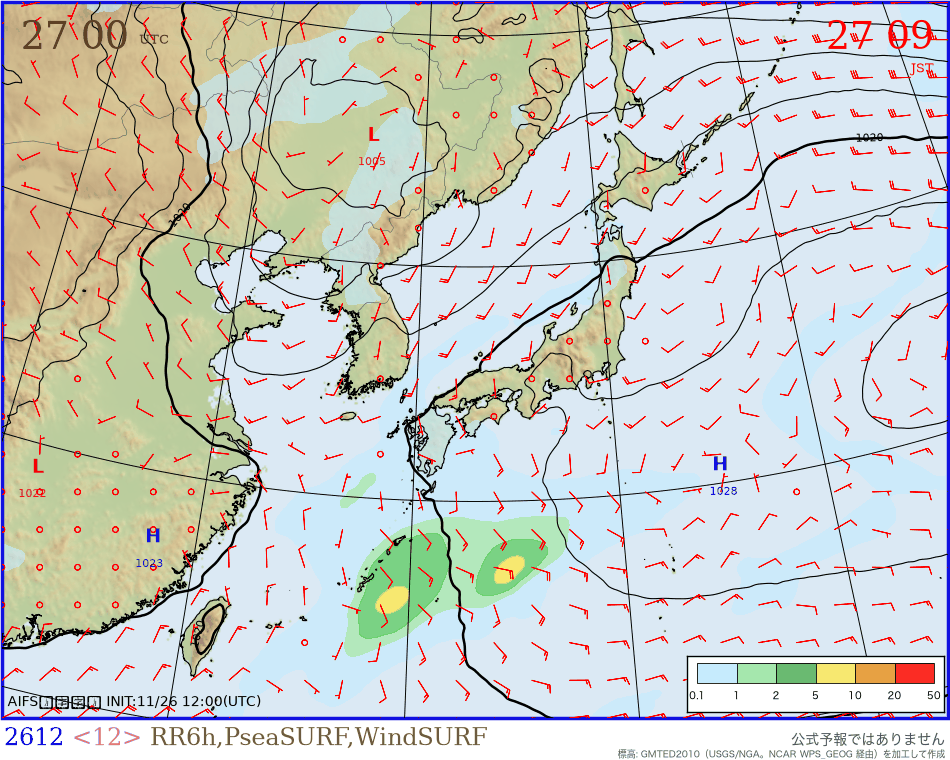 27 00 UTC
27 09
JST
L
1005
1020
1020
L
1022
H
1023
H
1028
0.1 1 2 5 10 20 50
AIFS INIT:11/26 12:00(UTC)
2612 <12> RR6h,PseaSURF,WindSURF
公式予報ではありません
標高: GMTED2010（USGS/NGA。NCAR WPS_GEOG 経由）を加工して作成